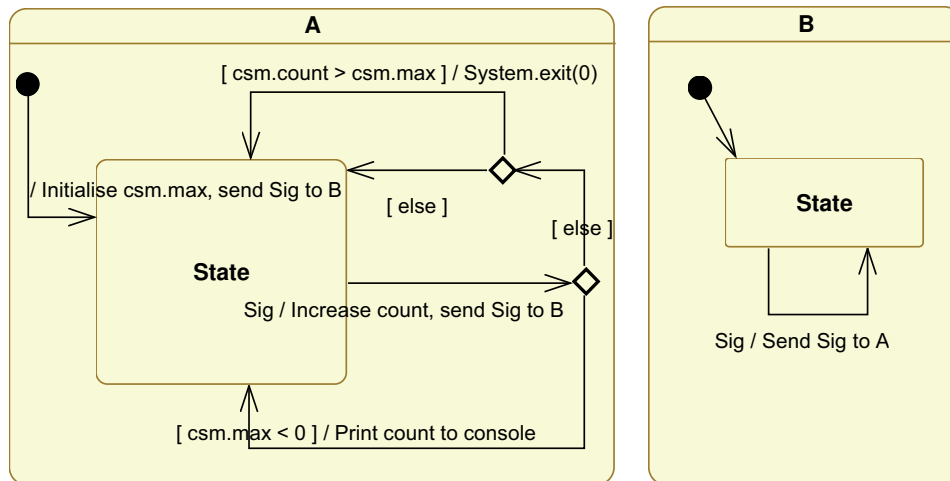 A
[ csm.count > csm.max ] / System.exit(0)
/ Initialise csm.max, send Sig to B
[ else ]
[ else ]
State
Sig / Increase count, send Sig to B
[ csm.max < 0 ] / Print count to console
B
State
Sig / Send Sig to A